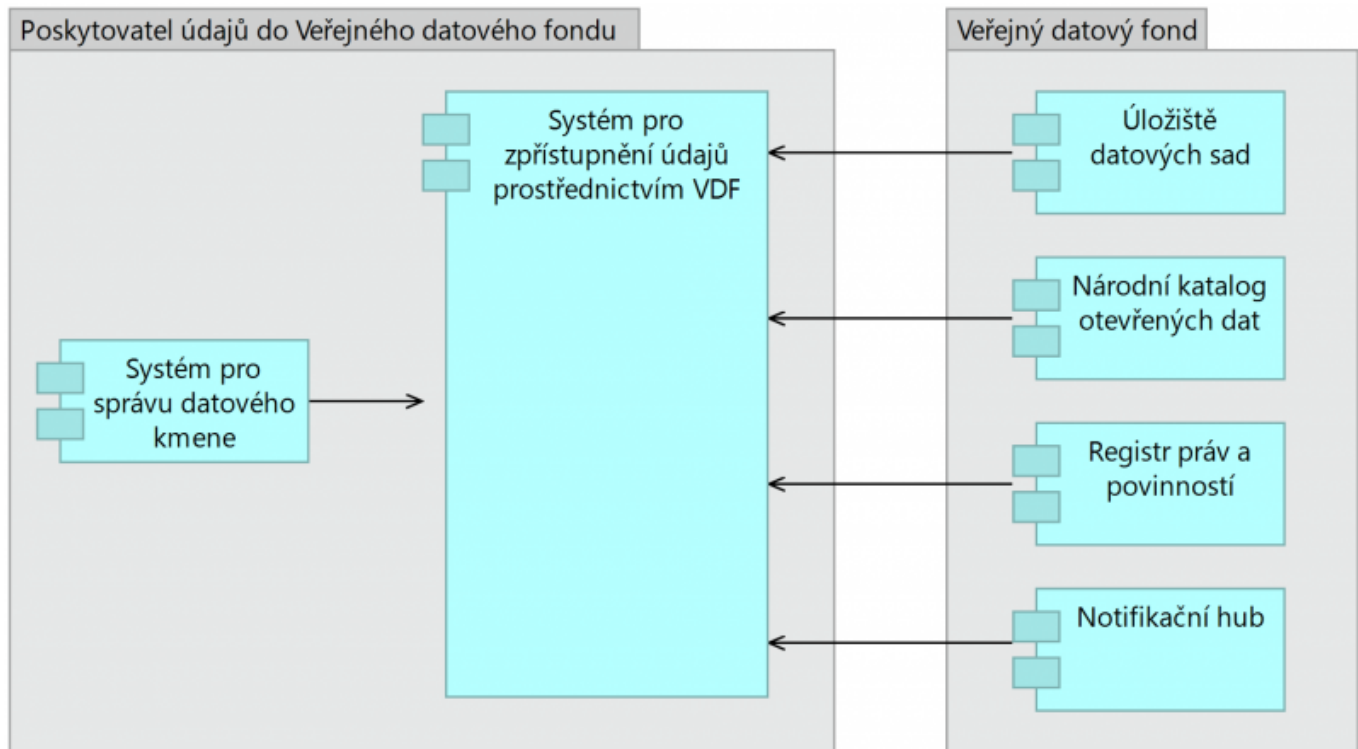 Poskytovatel údajů do Veřejného datového fondu
Systém pro
správu datového
kmene
Systém pro
zpřístupnění údajů
prostřednictvím VDF
Veřejný datový fond
Úložiště
datových sad
Národní katalog
otevřených dat
Registr práv a
povinností
Notifikační hub